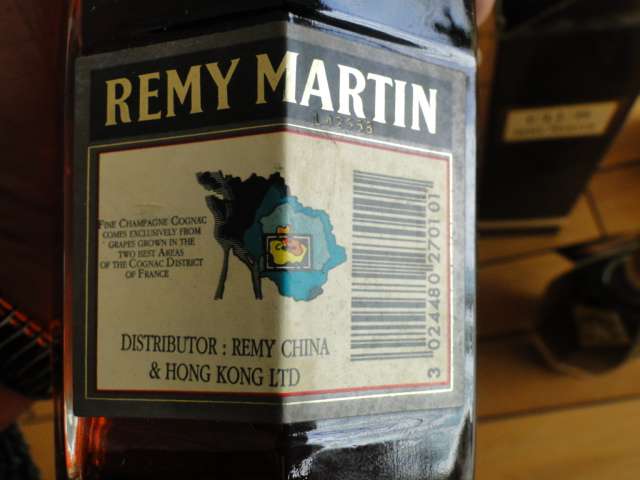 REMY MARTIN
FINE CHAMPAGNE COGNAC
COMES EXCLUSIVELY FROM
GRAPES GROWN IN THE
TWO BEST AREAS
OF THE COGNAC DISTRICT
OF FRANCE
3 024480 270101
DISTRIBUTOR : REMY CHINA
& HONG KONG LTD